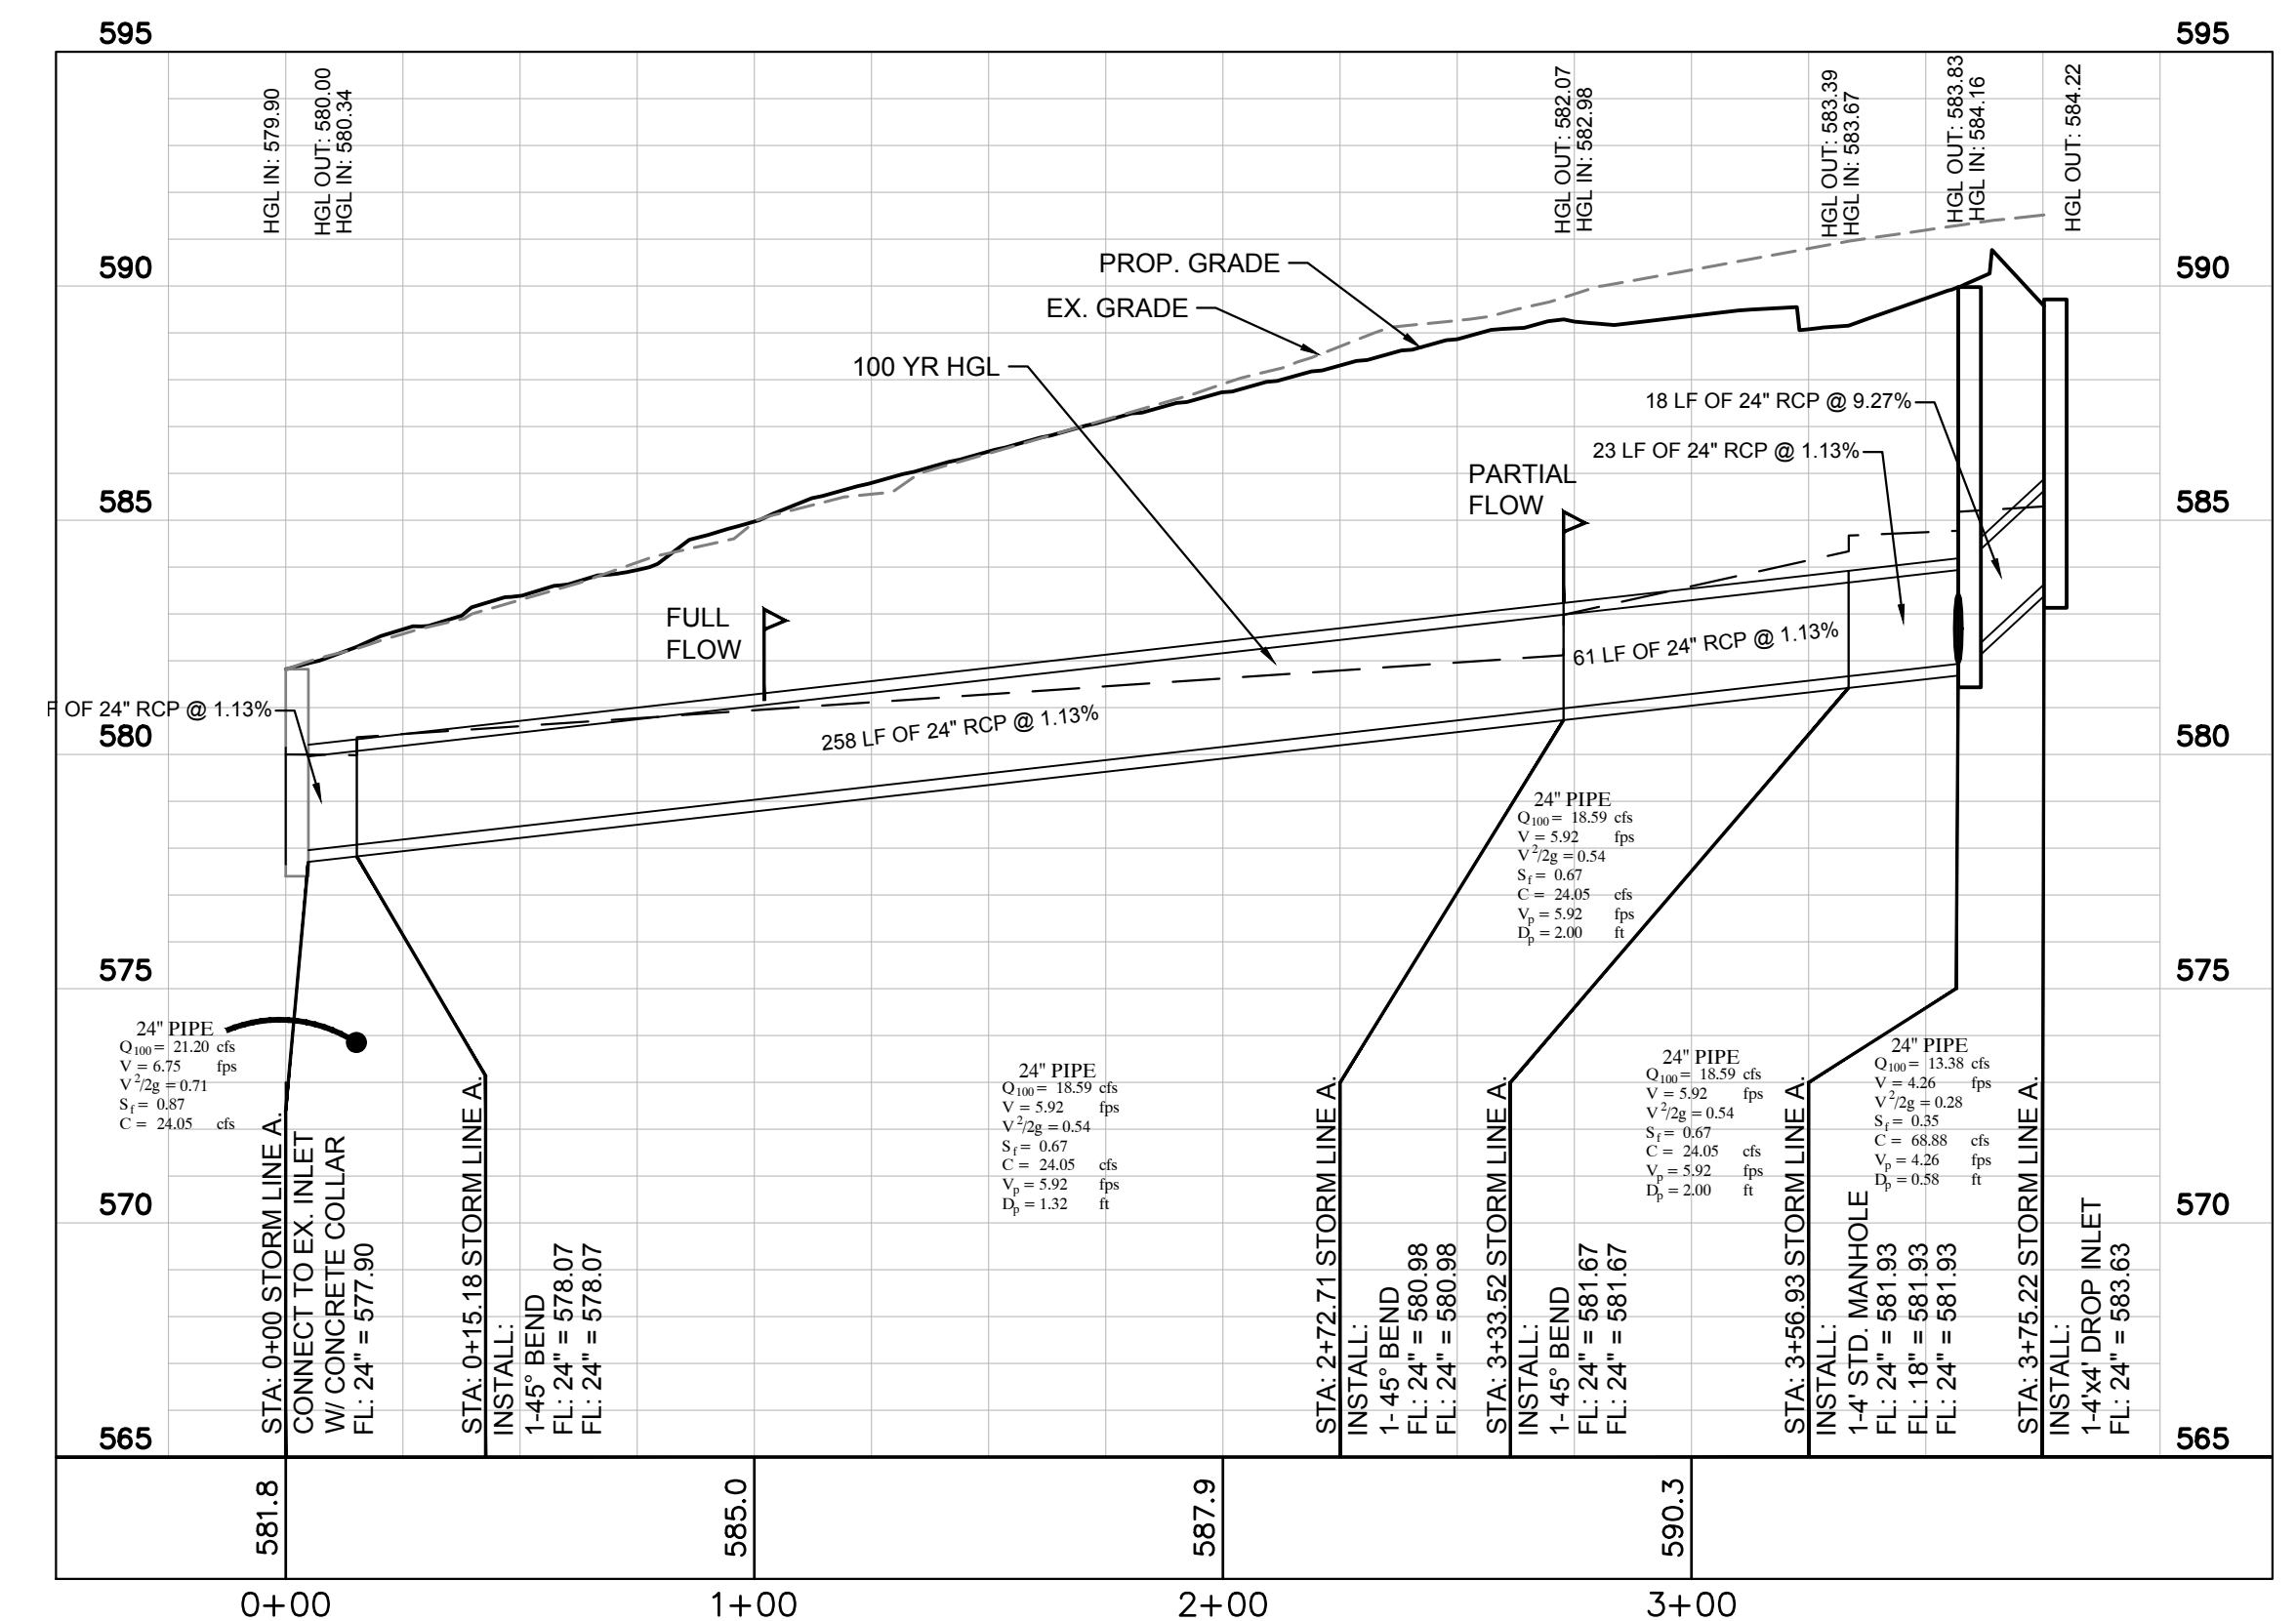 595
595
HGL IN: 579.90
HGL OUT: 580.00
HGL IN: 580.34
HGL OUT: 582.07
HGL IN: 582.98
HGL OUT: 583.39
HGL IN: 583.67
HGL OUT: 583.83
HGL IN: 584.16
HGL OUT: 584.22
590
590
PROP. GRADE
EX. GRADE
100 YR HGL
18 LF OF 24" RCP @ 9.27%
23 LF OF 24" RCP @ 1.13%
PARTIAL
FLOW
585
585
FULL
FLOW
61 LF OF 24" RCP @ 1.13%
OF 24" RCP @ 1.13%
258 LF OF 24" RCP @ 1.13%
580
580
24" PIPE
Q100 = 18.59 cfs
V = 5.92 fps
V²/2g = 0.54
Sf = 0.67
C = 24.05 cfs
Vp = 5.92 fps
Dp = 2.00 ft
575
575
24" PIPE
Q100 = 21.20 cfs
V = 6.75 fps
V²/2g = 0.71
Sf = 0.87
C = 24.05 cfs
24" PIPE
Q100 = 18.59 cfs
V = 5.92 fps
V²/2g = 0.54
Sf = 0.67
C = 24.05 cfs
Vp = 5.92 fps
Dp = 1.32 ft
24" PIPE
Q100 = 18.59 cfs
V = 5.92 fps
V²/2g = 0.54
Sf = 0.67
C = 24.05 cfs
Vp = 5.92 fps
Dp = 2.00 ft
24" PIPE
Q100 = 13.38 cfs
V = 4.26 fps
V²/2g = 0.28
Sf = 0.35
C = 68.88 cfs
Vp = 4.26 fps
Dp = 0.58 ft
570
570
STA: 0+00 STORM LINE A.
CONNECT TO EX. INLET
W/ CONCRETE COLLAR
FL: 24" = 577.90
STA: 0+15.18 STORM LINE A.
INSTALL:
1-45° BEND
FL: 24" = 578.07
FL: 24" = 578.07
STA: 2+72.71 STORM LINE A.
INSTALL:
1- 45° BEND
FL: 24" = 580.98
FL: 24" = 580.98
STA: 3+33.52 STORM LINE A.
INSTALL:
1- 45° BEND
FL: 24" = 581.67
FL: 24" = 581.67
STA: 3+56.93 STORM LINE A.
INSTALL:
1-4' STD. MANHOLE
FL: 24" = 581.93
FL: 18" = 581.93
FL: 24" = 581.93
STA: 3+75.22 STORM LINE A.
INSTALL:
1-4'x4' DROP INLET
FL: 24" = 583.63
565
565
581.8
585.0
587.9
590.3
0+00
1+00
2+00
3+00